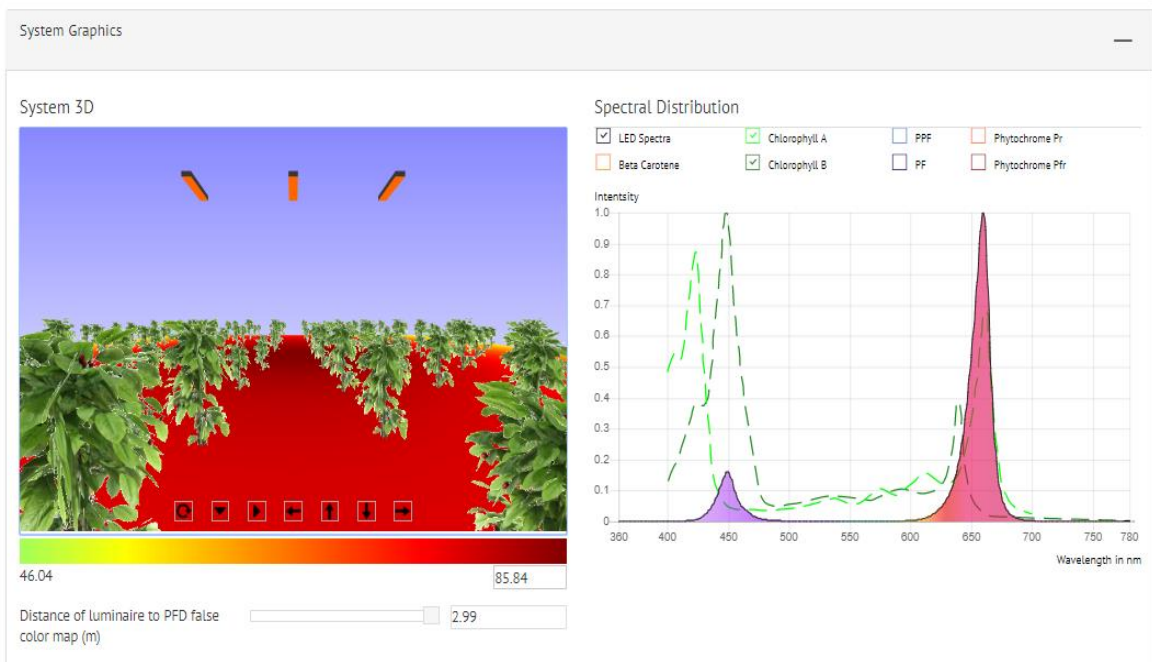 System Graphics
System 3D
46.04
85.84
Distance of luminaire to PFD false
color map (m)
2.99
Spectral Distribution
LED Spectra
Chlorophyll A
PPF
Phytochrome Pr
Beta Carotene
Chlorophyll B
PF
Phytochrome Pfr
Intentsity
1.0
0.9
0.8
0.7
0.6
0.5
0.4
0.3
0.2
0.1
0
360 400 450 500 550 600 650 700 750 780
Wavelength in nm